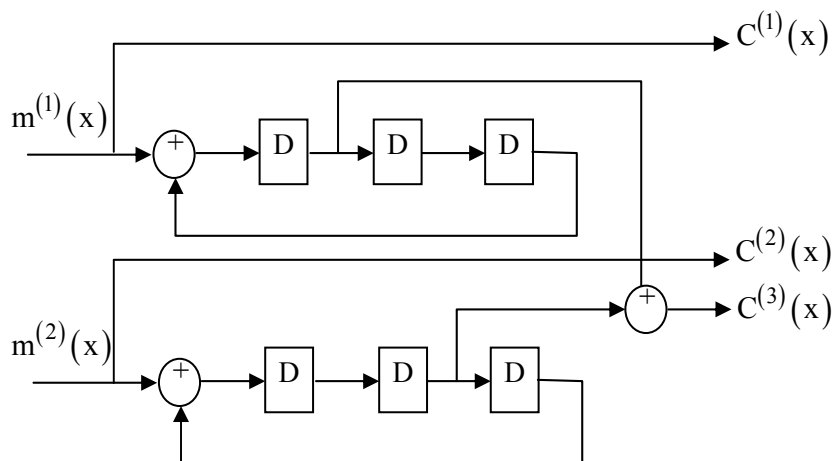 C^(1)(x)
m^(1)(x)
+
D
D
D
C^(2)(x)
+
C^(3)(x)
m^(2)(x)
+
D
D
D